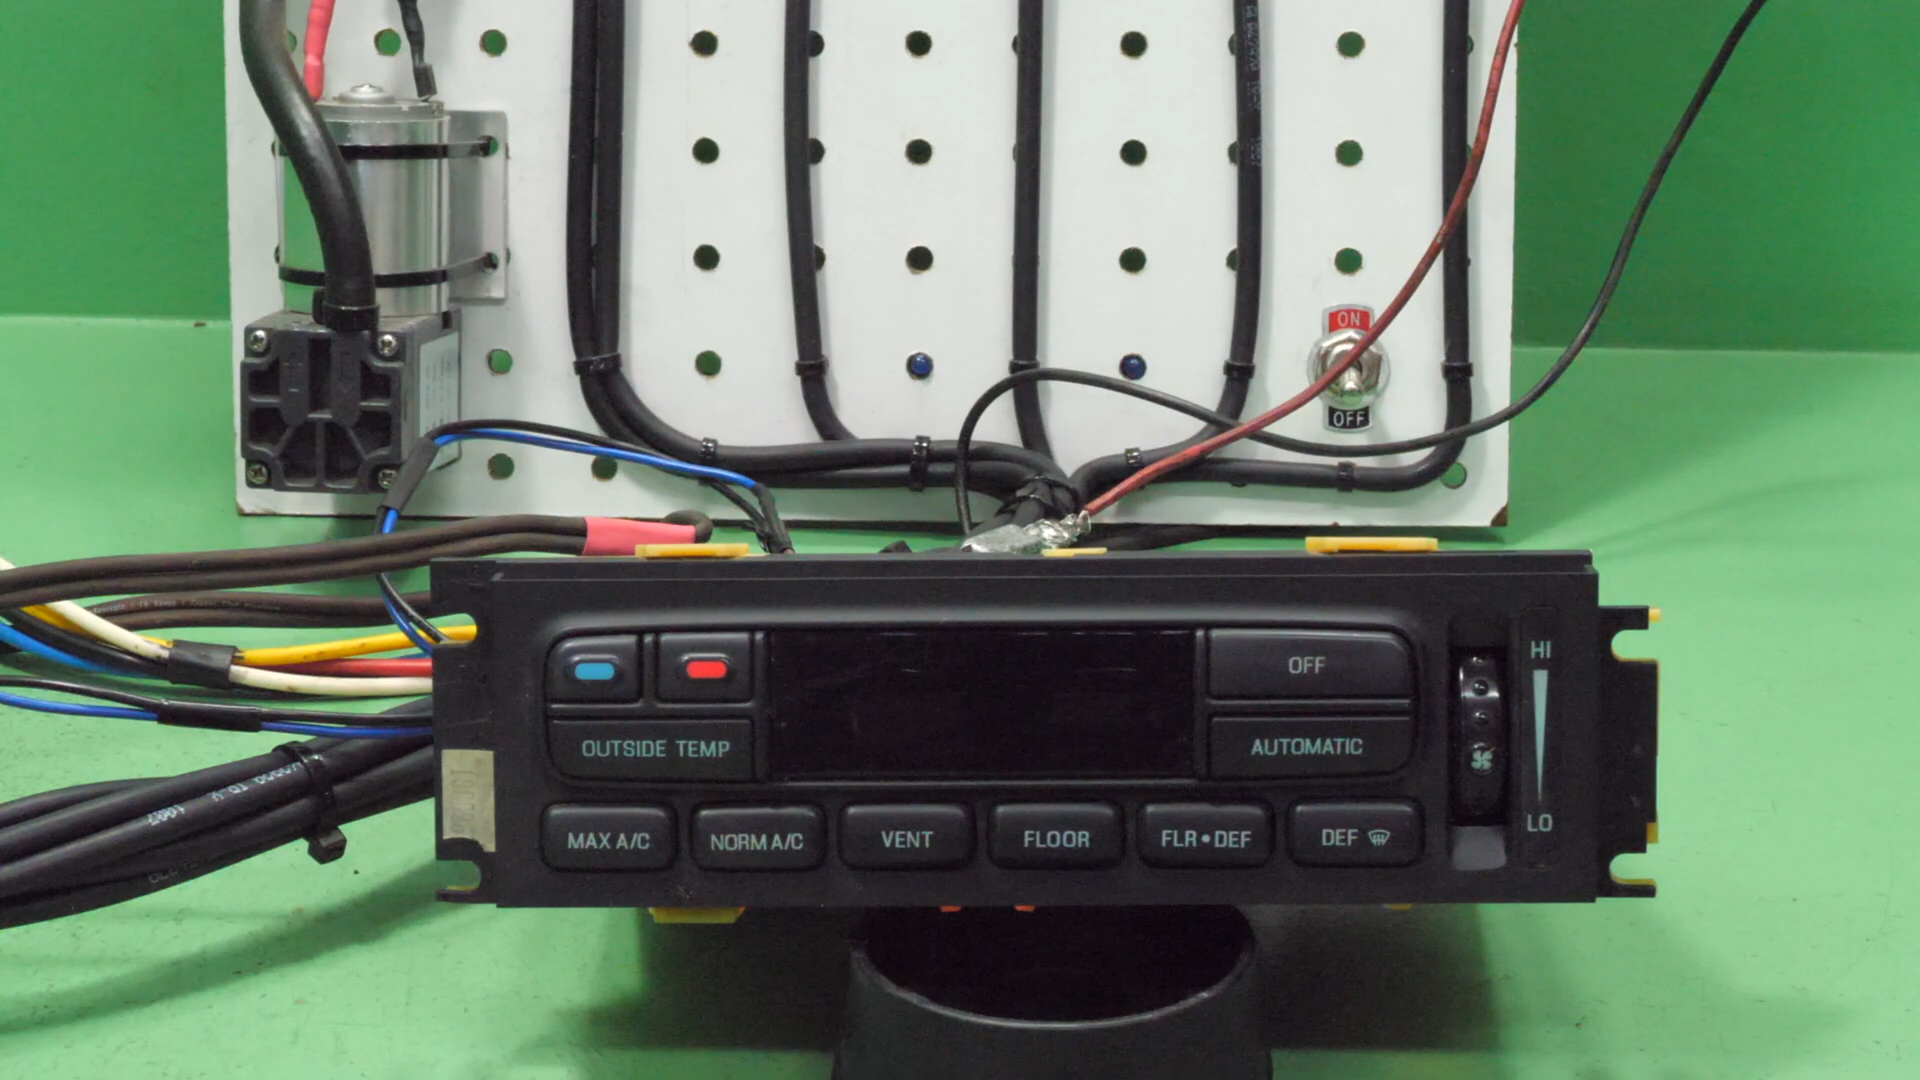 ON
OFF
OFF
OUTSIDE TEMP
AUTOMATIC
HI
LO
MAX A/C
NORM A/C
VENT
FLOOR
FLR•DEF
DEF